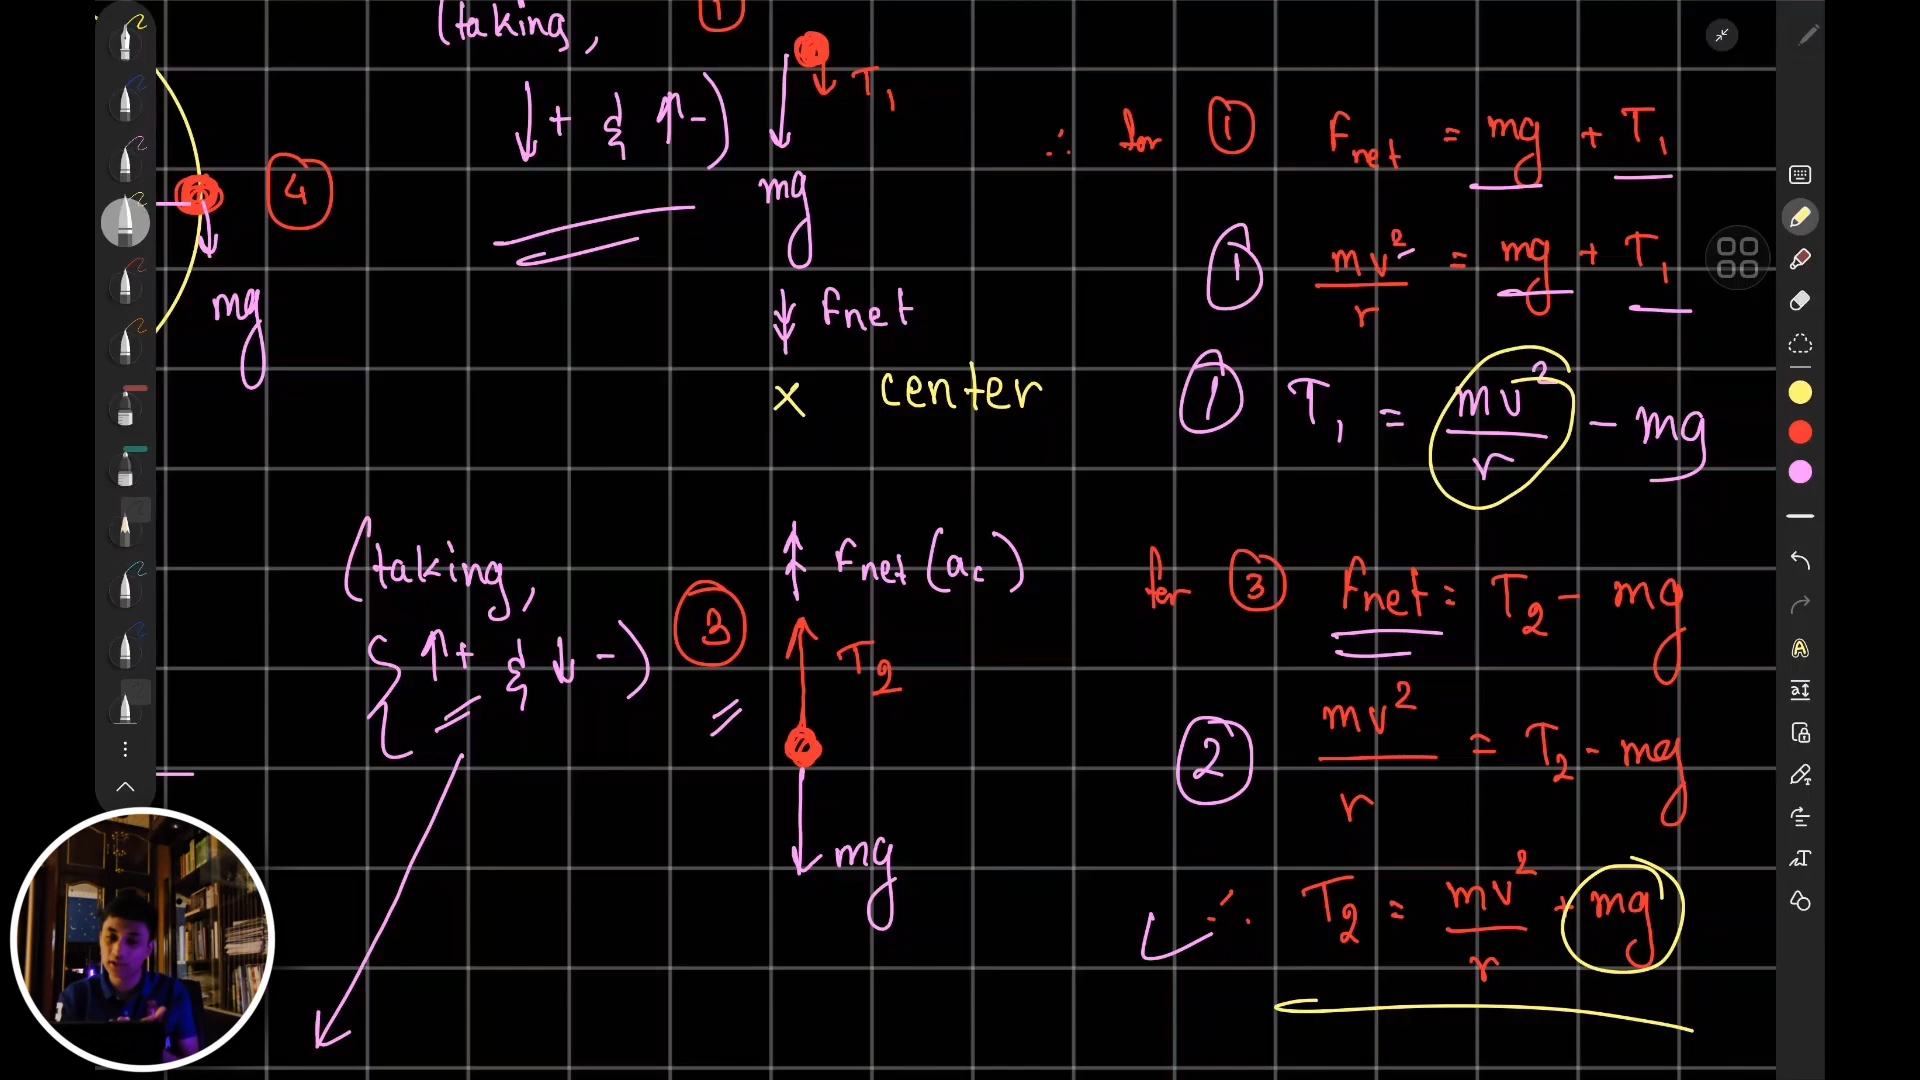 (taking,
↓+ & ↑-)
1
T₁
mg
↓ Fnet
x center
4
mg
∴ for ① Fnet = mg + T₁
① mv²/r = mg + T₁
① T₁ = mv²/r - mg
(taking,
{↑+ & ↓-)
3
Fnet (ac)
T₂
mg
for ③ Fnet = T₂ - mg
② mv²/r = T₂ - mg
∴ T₂ = mv²/r + mg